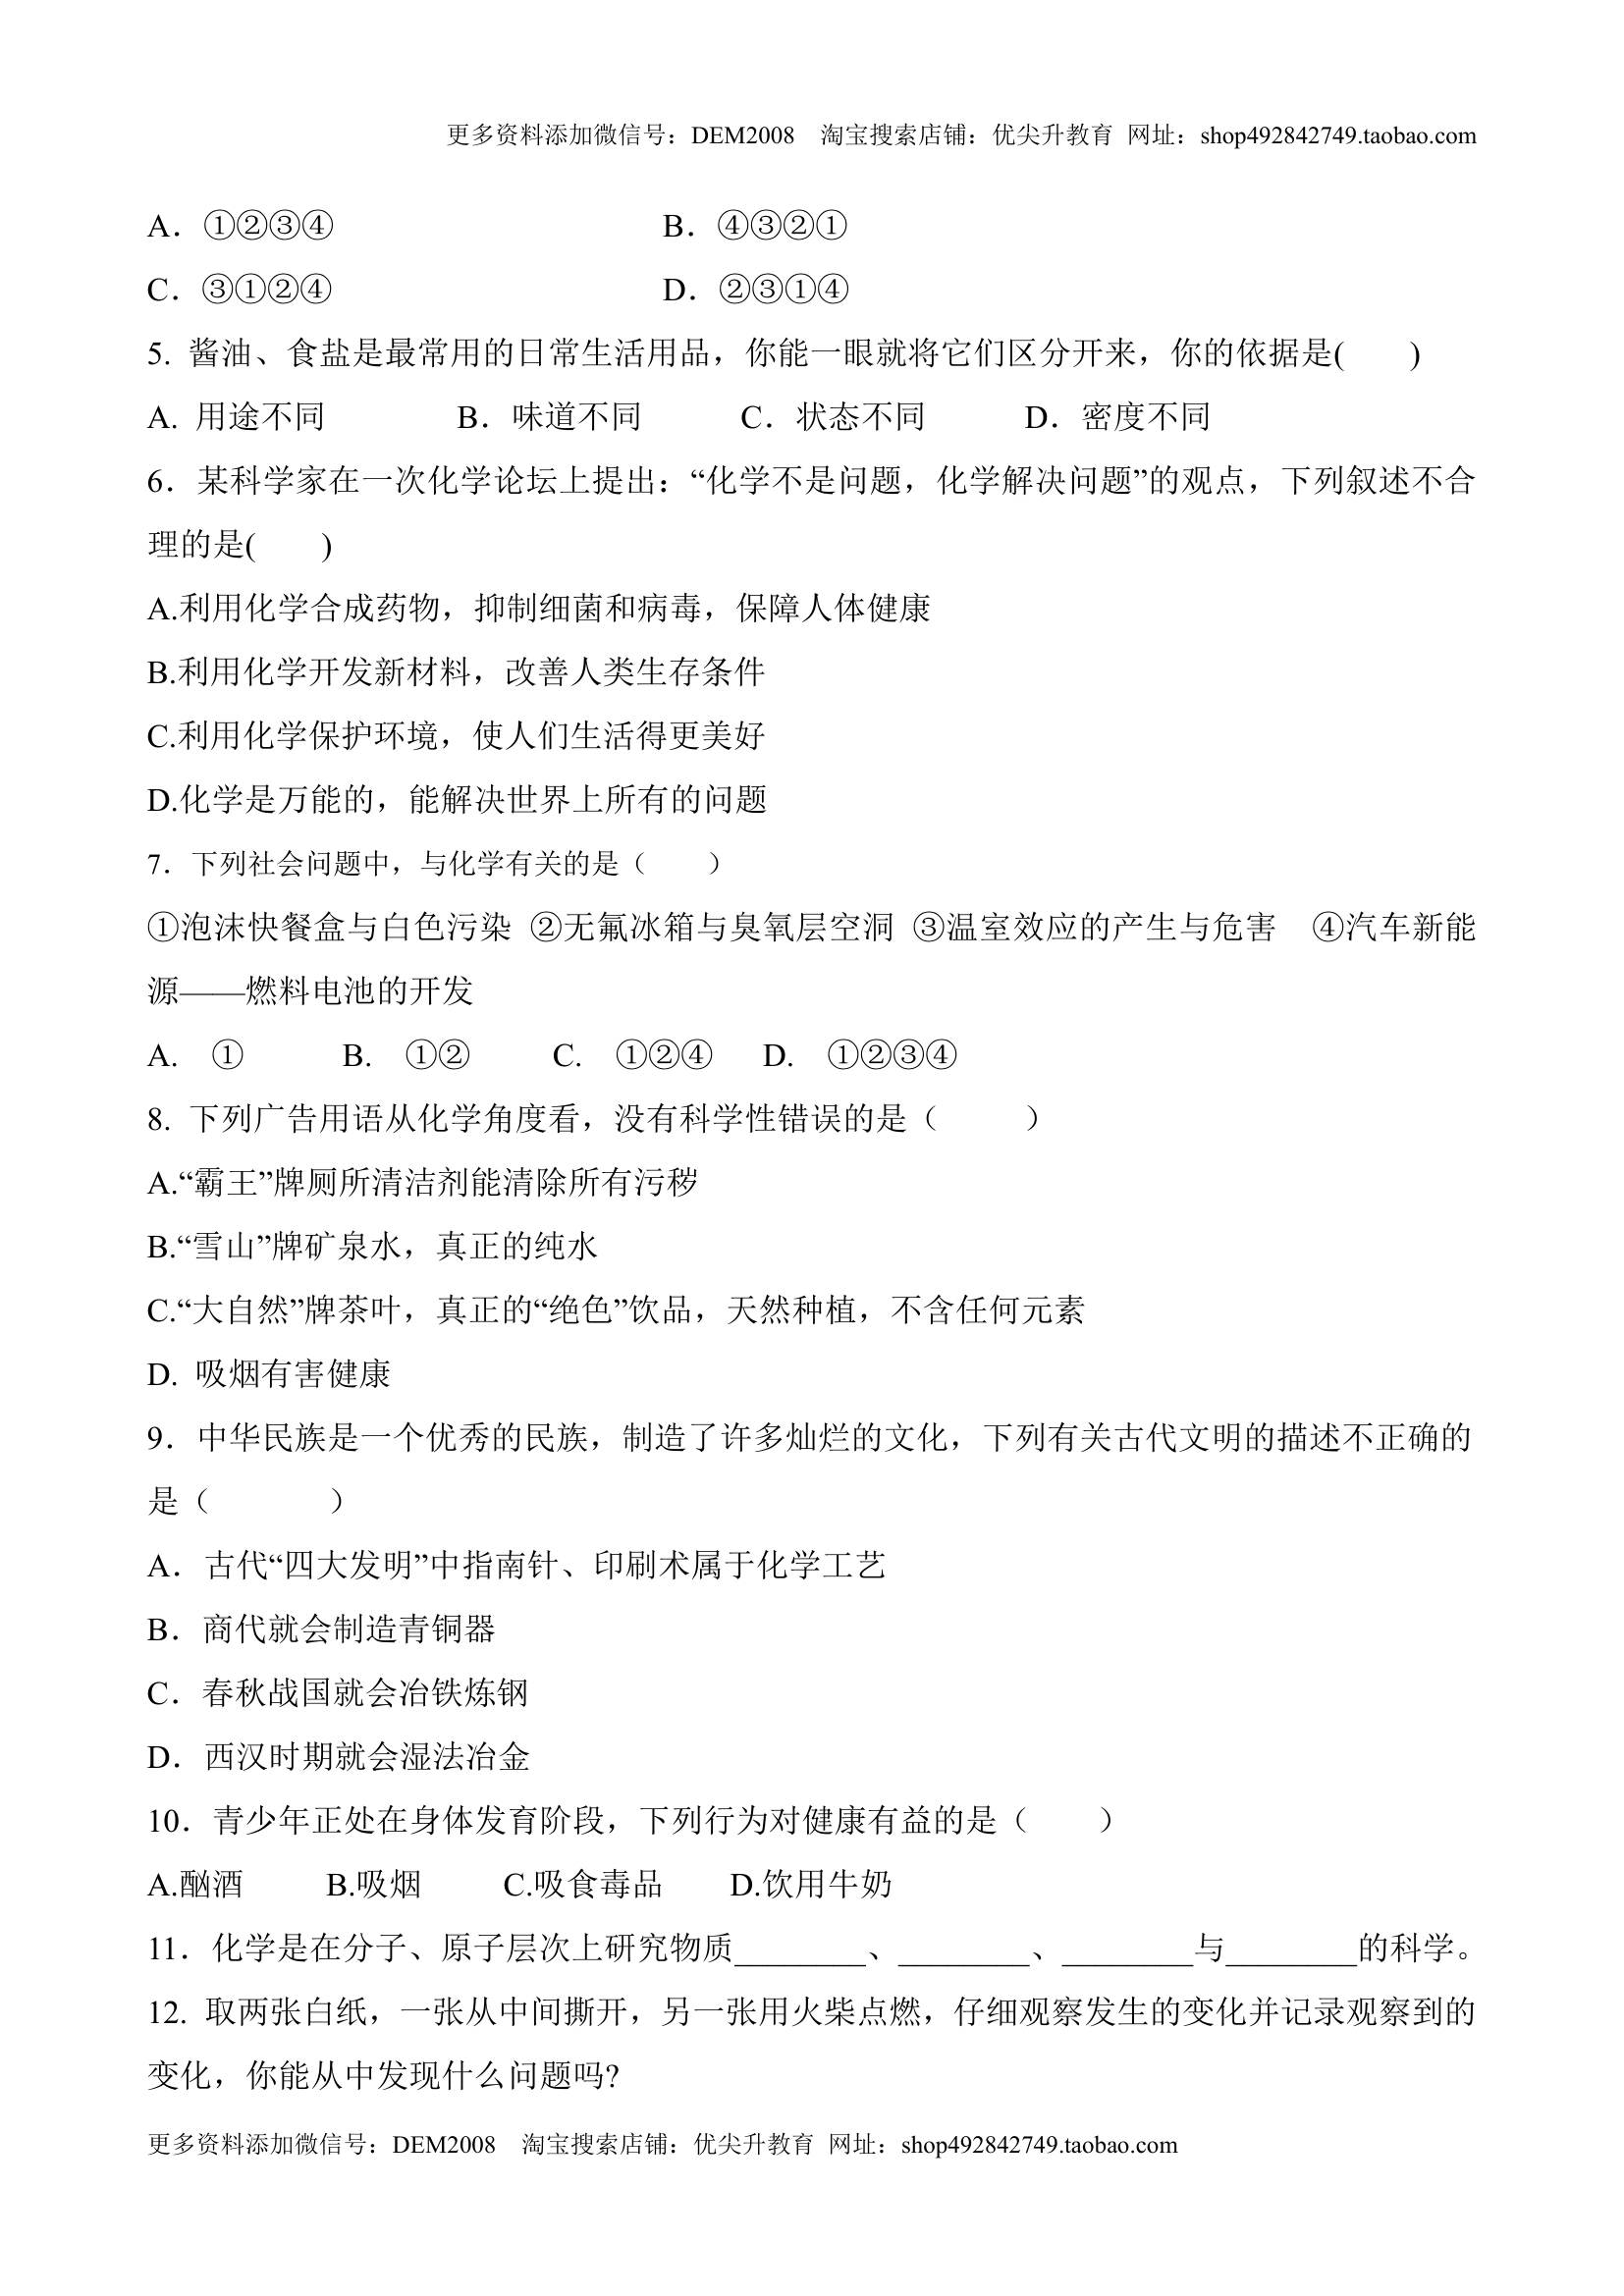 更多资料添加微信号：DEM2008 淘宝搜索店铺：优尖升教育 网址：shop492842749.taobao.com
A．①②③④ B．④③②①
C．③①②④ D．②③①④
5. 酱油、食盐是最常用的日常生活用品，你能一眼就将它们区分开来，你的依据是( )
A. 用途不同 B．味道不同 C．状态不同 D．密度不同
6．某科学家在一次化学论坛上提出：“化学不是问题，化学解决问题”的观点，下列叙述不合
理的是( )
A.利用化学合成药物，抑制细菌和病毒，保障人体健康
B.利用化学开发新材料，改善人类生存条件
C.利用化学保护环境，使人们生活得更美好
D.化学是万能的，能解决世界上所有的问题
7．下列社会问题中，与化学有关的是（ ）
①泡沫快餐盒与白色污染 ②无氟冰箱与臭氧层空洞 ③温室效应的产生与危害 ④汽车新能
源——燃料电池的开发
A. ① B. ①② C. ①②④ D. ①②③④
8. 下列广告用语从化学角度看，没有科学性错误的是（ ）
A.“霸王”牌厕所清洁剂能清除所有污秽
B.“雪山”牌矿泉水，真正的纯水
C.“大自然”牌茶叶，真正的“绝色”饮品，天然种植，不含任何元素
D. 吸烟有害健康
9．中华民族是一个优秀的民族，制造了许多灿烂的文化，下列有关古代文明的描述不正确的
是（ ）
A．古代“四大发明”中指南针、印刷术属于化学工艺
B．商代就会制造青铜器
C．春秋战国就会冶铁炼钢
D．西汉时期就会湿法冶金
10．青少年正处在身体发育阶段，下列行为对健康有益的是（ ）
A.酗酒 B.吸烟 C.吸食毒品 D.饮用牛奶
11．化学是在分子、原子层次上研究物质________、________、________与________的科学。
12. 取两张白纸，一张从中间撕开，另一张用火柴点燃，仔细观察发生的变化并记录观察到的
变化，你能从中发现什么问题吗?
更多资料添加微信号：DEM2008 淘宝搜索店铺：优尖升教育 网址：shop492842749.taobao.com